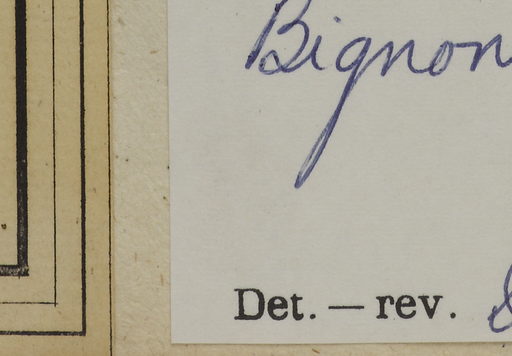 Bignon
Det. — rev.